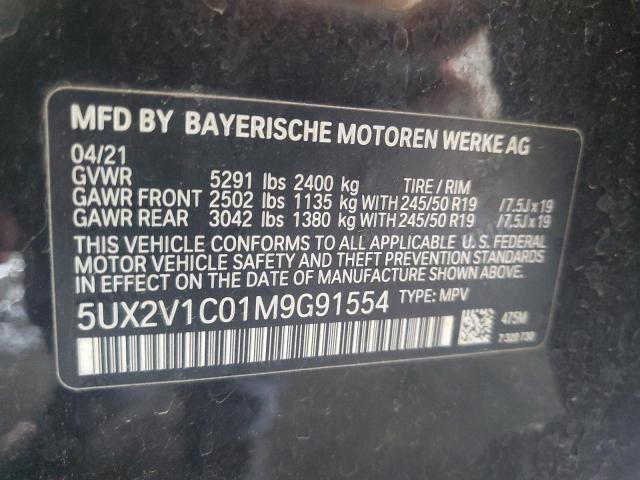 MFD BY BAYERISCHE MOTOREN WERKE AG
04/21
GVWR 5291 lbs 2400 kg TIRE / RIM
GAWR FRONT 2502 lbs 1135 kg WITH 245/50 R19 /7.5J x 19
GAWR REAR 3042 lbs 1380 kg WITH 245/50 R19 /7.5J x 19
THIS VEHICLE CONFORMS TO ALL APPLICABLE U. S. FEDERAL
MOTOR VEHICLE SAFETY AND THEFT PREVENTION STANDARDS
IN EFFECT ON THE DATE OF MANUFACTURE SHOWN ABOVE.
5UX2V1C01M9G91554 TYPE: MPV
475M
7 320 730